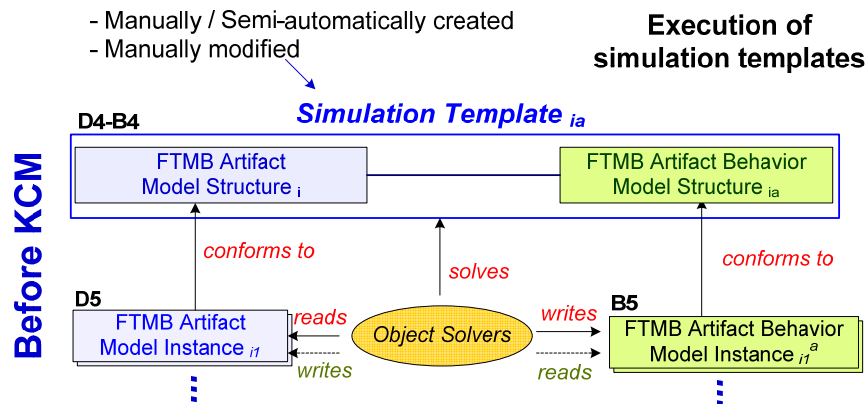 - Manually / Semi-automatically created
- Manually modified
Execution of
simulation templates
Simulation Template ia
D4-B4
FTMB Artifact
Model Structure i
FTMB Artifact Behavior
Model Structure ia
Before KCM
conforms to
solves
conforms to
D5
FTMB Artifact
Model Instance i1
reads
writes
Object Solvers
writes
reads
B5
FTMB Artifact Behavior
Model Instance i1 a
...
...